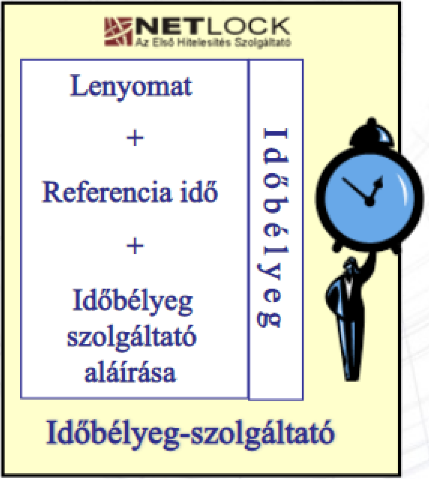 NETLOCK
Az Első Hitelesítés Szolgáltató
Lenyomat
+
Referencia idő
+
Időbélyeg
szolgáltató
aláírása
Időbélyeg
Időbélyeg-szolgáltató